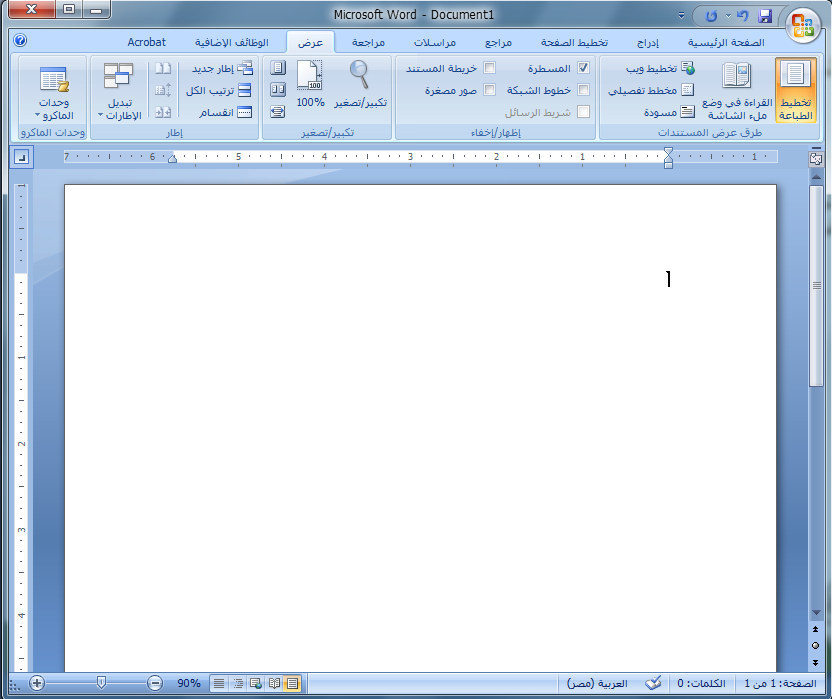 Microsoft Word - Document1
الصفحة الرئيسية
إدراج
تخطيط الصفحة
مراجع
مراسلات
مراجعة
عرض
الوظائف الإضافية
Acrobat
تخطيط الطباعة
القراءة في وضع ملء الشاشة
تخطيط ويب
مخطط تفصيلي
مسودة
طرق عرض المستندات
المسطرة
خطوط الشبكة
شريط الرسائل
خريطة المستند
صور مصغرة
إظهار/إخفاء
تكبير/تصغير
100%
تكبير/تصغير
إطار جديد
ترتيب الكل
انقسام
تبديل الإطارات
إطار
وحدات الماكرو
وحدات الماكرو
7 6 5 4 3 2 1 1
1
1
2
3
4
الصفحة: 1 من 1
الكلمات: 0
العربية (مصر)
90%